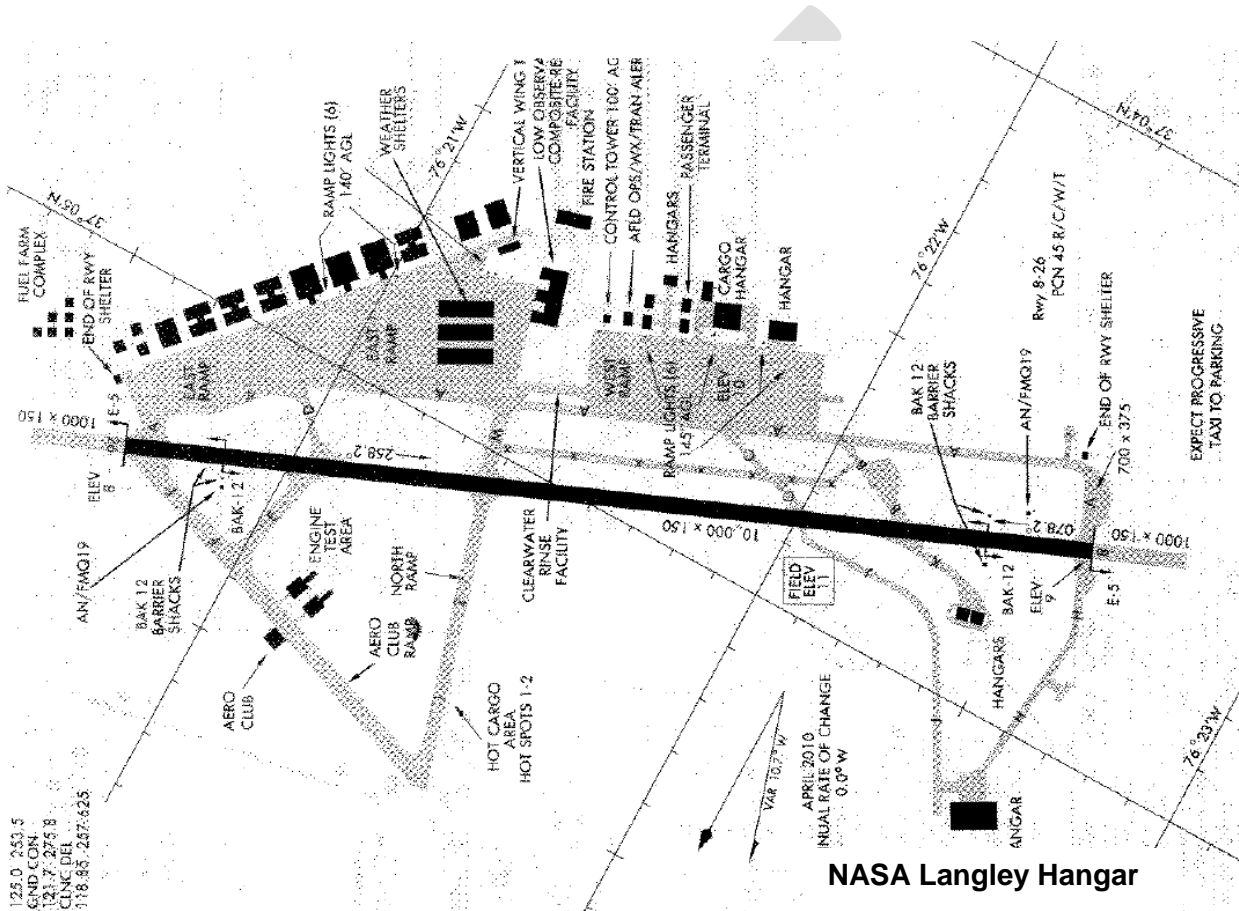 125.0 253.5
GND CON
121.7 275.8
CLNC DEL
118.85 257.625
FUEL FARM
COMPLEX
END OF RWY
SHELTER
37°05'N
RAMP LIGHTS (6)
140' AGL
WEATHER
SHELTERS
76°21'W
VERTICAL WING T
LOW OBSERVA
COMPOSITE RE
FACILITY
FIRE STATION
CONTROL TOWER 100' AG
AFLD OPS/WX/TRAN ALER
HANGARS
PASSENGER
TERMINAL
CARGO
HANGAR
HANGAR
76°22'W
37°04'N
Rwy 8-26
PCN 45 R/C/W/T
EXPECT PROGRESSIVE
TAXI TO PARKING
1000 x 150
E-5
26
ELEV
8
EAST
RAMP
EAST
RAMP
258.2°
BAK-12
AN/FMQ19
BAK 12
BARRIER
SHACKS
ENGINE
TEST
AREA
NORTH
RAMP
AERO
CLUB
RAMP
AERO
CLUB
HOT CARGO
AREA
HOT SPOTS 1-2
CLEARWATER
RINSE
FACILITY
WEST
RAMP
RAMP LIGHTS (6)
145' AGL
ELEV
10
10,000 x 150
FIELD
ELEV
11
BAK 12
BARRIER
SHACKS
AN/FMQ19
END OF RWY SHELTER
700 x 375
078.2°
1000 x 150
8
BAK-12
ELEV
9
E-5
HANGARS
76°23'W
VAR 10.7° W
APRIL 2010
NUAL RATE OF CHANGE
0.0° W
ANGAR
NASA Langley Hangar